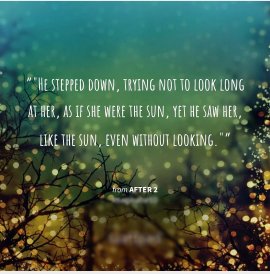 “"He stepped down, trying not to look long
at her, as if she were the sun, yet he saw her,
like the sun, even without looking."”
from AFTER 2